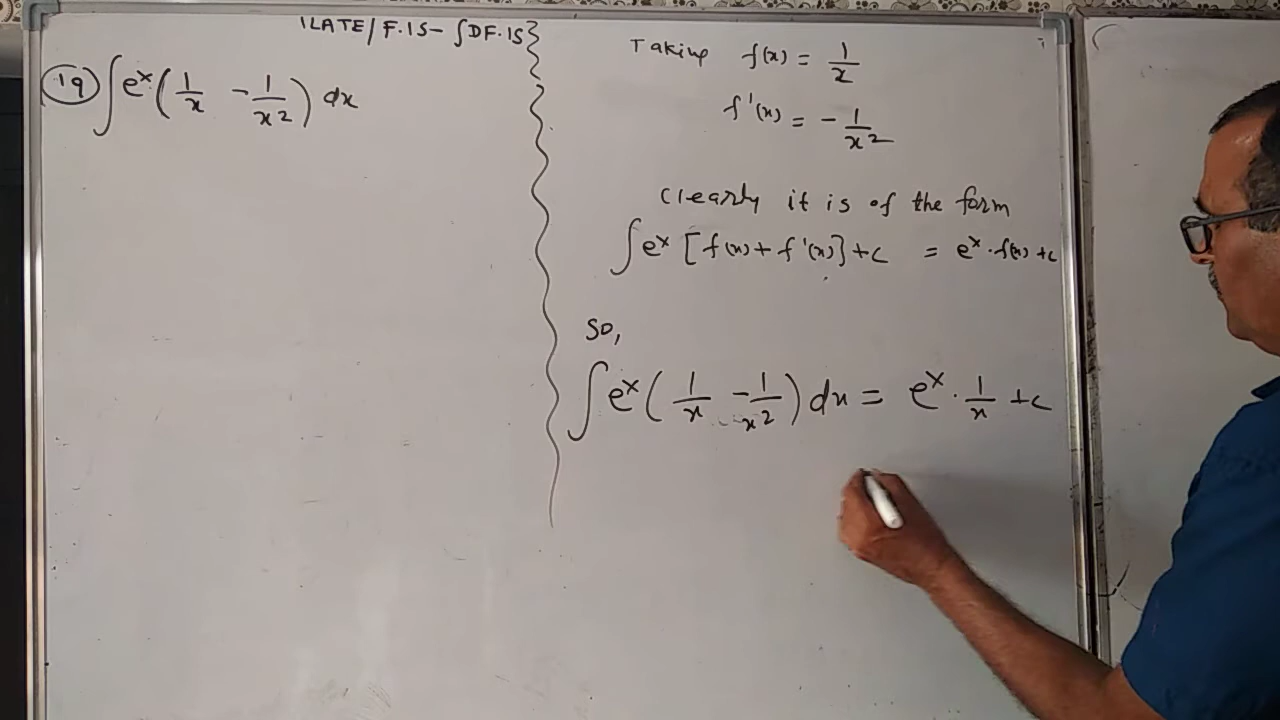 ILATE/F.IS-∫DF.IS}
19 ∫eˣ(1/x - 1/x²) dx
Taking f(x) = 1/x
f'(x) = -1/x²
Clearly it is of the form
∫eˣ [f(x) + f'(x)] + c = eˣ·f(x) + c
So,
∫eˣ(1/x - 1/x²) dx = eˣ·1/x + c